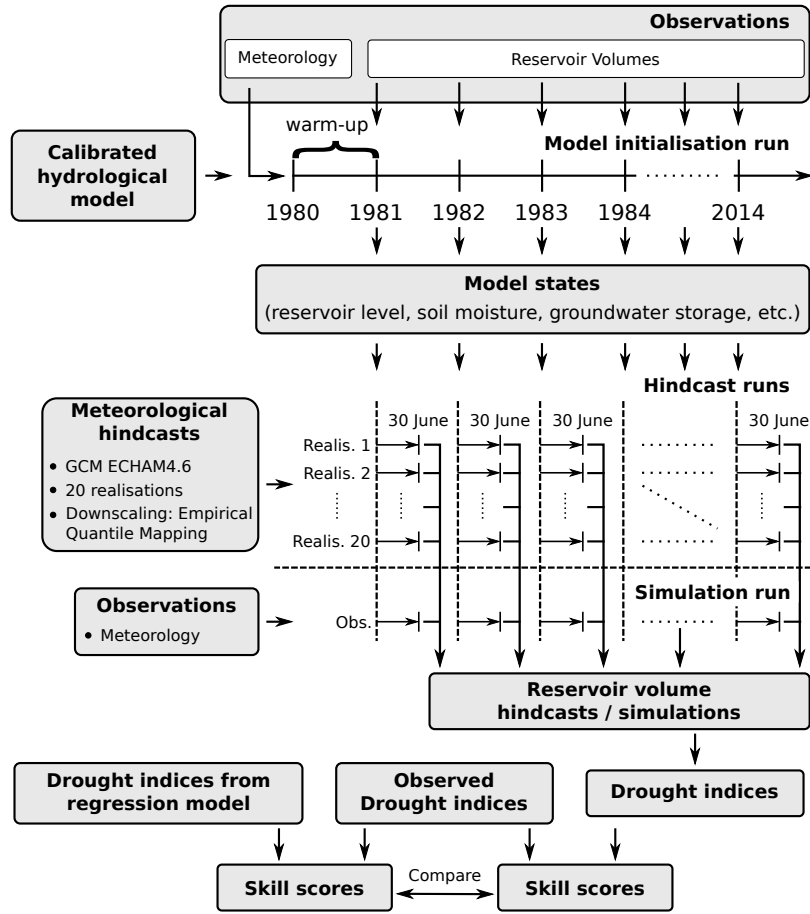 Observations
Meteorology
Reservoir Volumes
warm-up
Model initialisation run
Calibrated
hydrological
model
1980 1981 1982 1983 1984 2014
Model states
(reservoir level, soil moisture, groundwater storage, etc.)
Hindcast runs
Meteorological
hindcasts
• GCM ECHAM4.6
• 20 realisations
• Downscaling: Empirical
Quantile Mapping
30 June 30 June 30 June 30 June
Realis. 1
Realis. 2
Realis. 20
Simulation run
Observations
• Meteorology
Obs.
Reservoir volume
hindcasts / simulations
Drought indices from
regression model
Observed
Drought indices
Drought indices
Skill scores
Compare
Skill scores